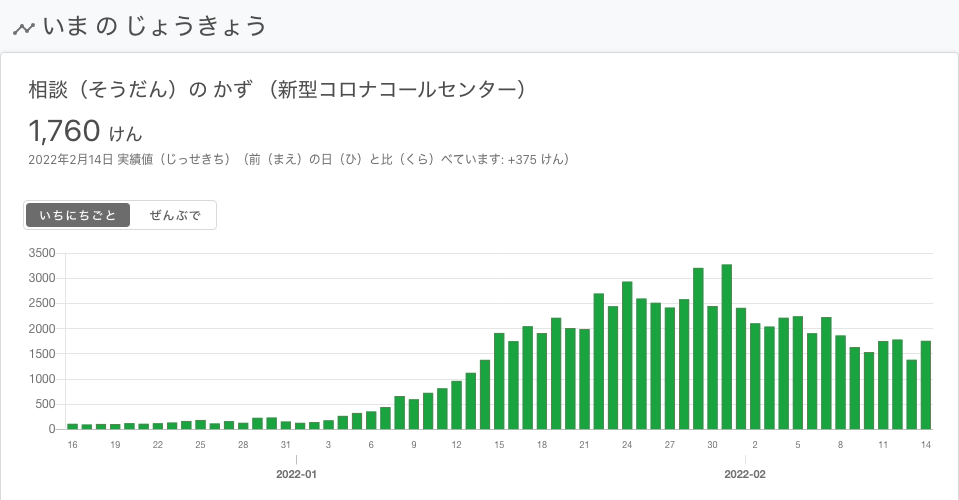 いま の じょうきょう
相談（そうだん）の かず （新型コロナコールセンター）
1,760 けん
2022年2月14日 実績値（じっせきち）（前（まえ）の日（ひ）と比（くら）べています: +375 けん）
いちにちごと ぜんぶで
3500
3000
2500
2000
1500
1000
500
0
16 19 22 25 28 31 3 6 9 12 15 18 21 24 27 30 2 5 8 11 14
2022-01 2022-02